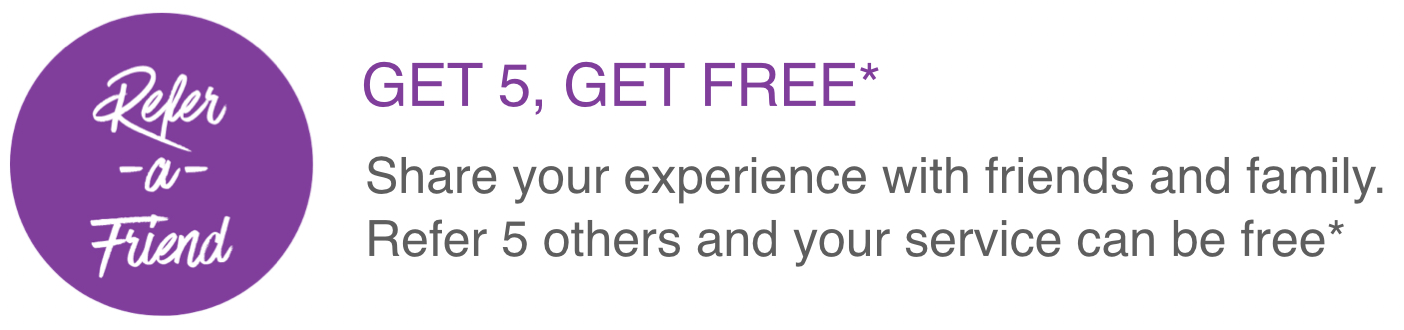 Refer
-a-
Friend
GET 5, GET FREE*
Share your experience with friends and family.
Refer 5 others and your service can be free*